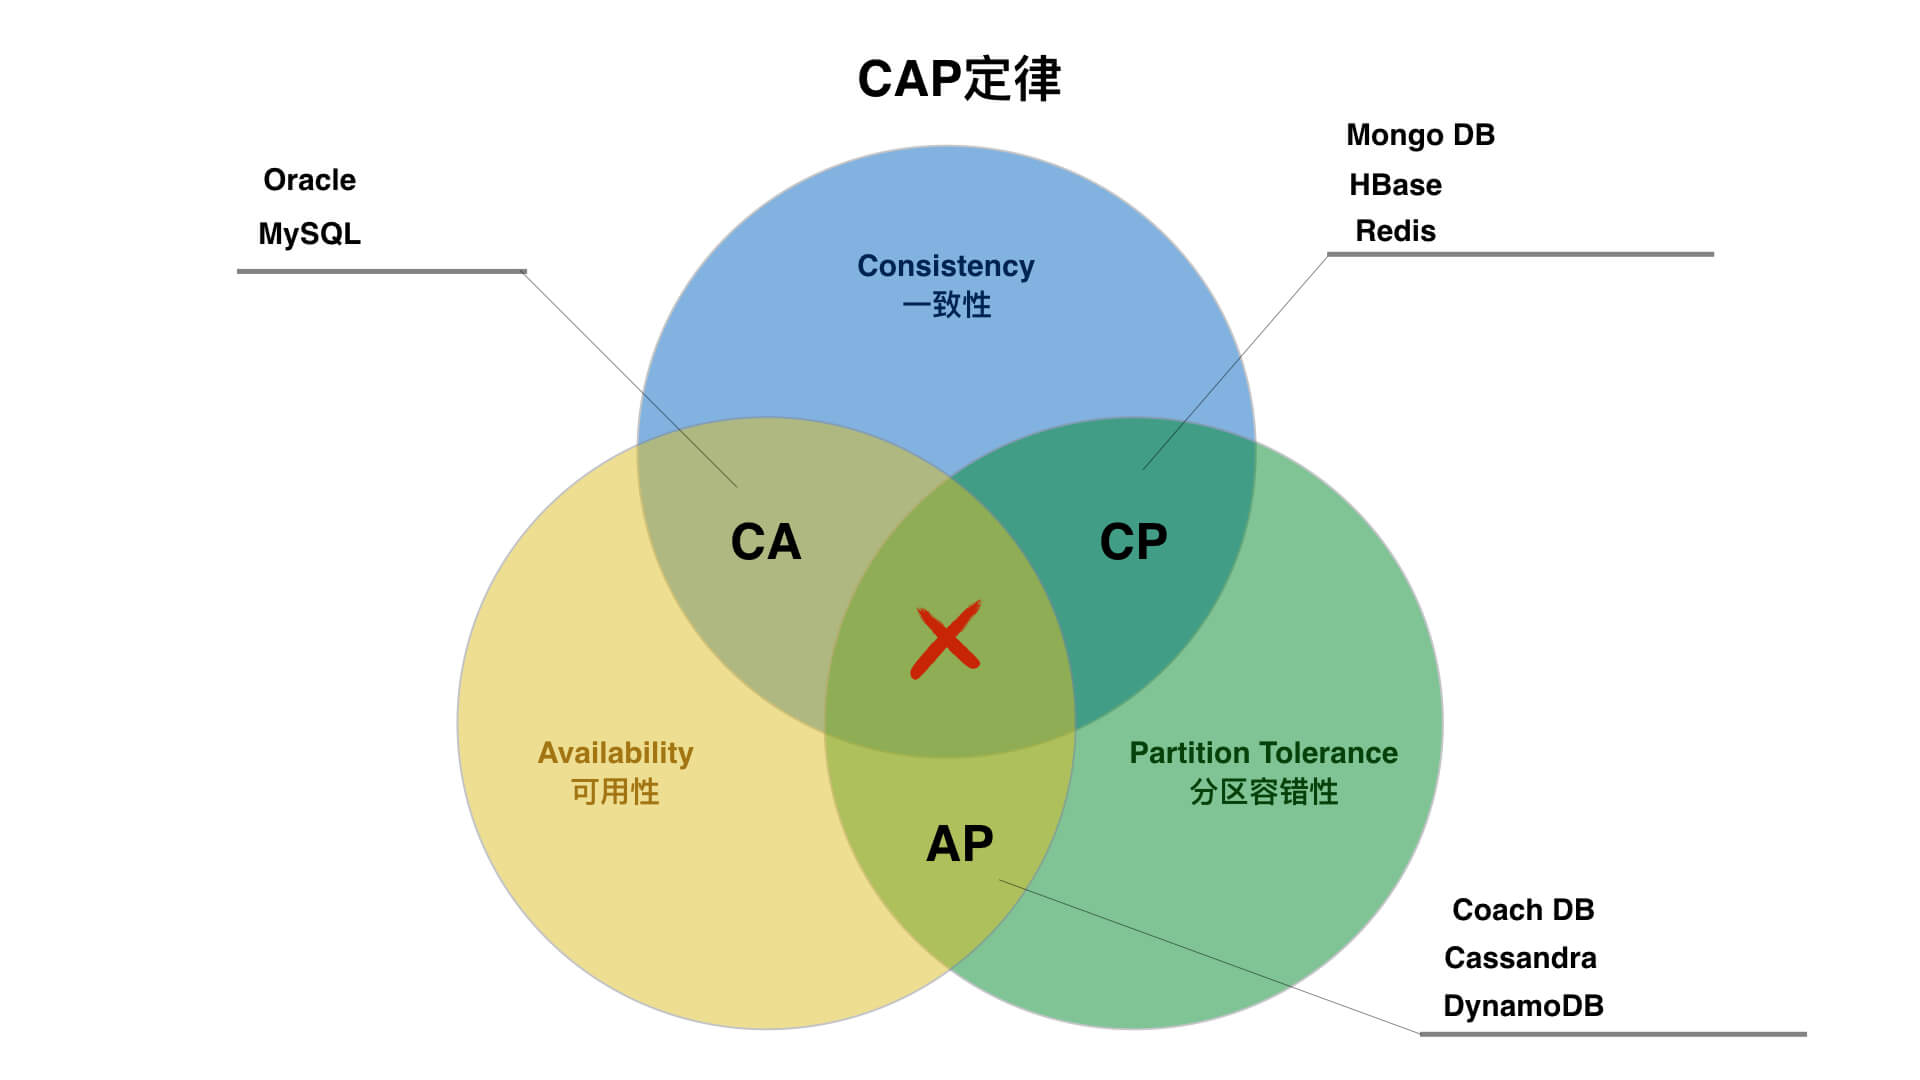 CAP定律
Oracle
MySQL
Mongo DB
HBase
Redis
Consistency
一致性
CA
CP
Availability
可用性
Partition Tolerance
分区容错性
AP
Coach DB
Cassandra
DynamoDB